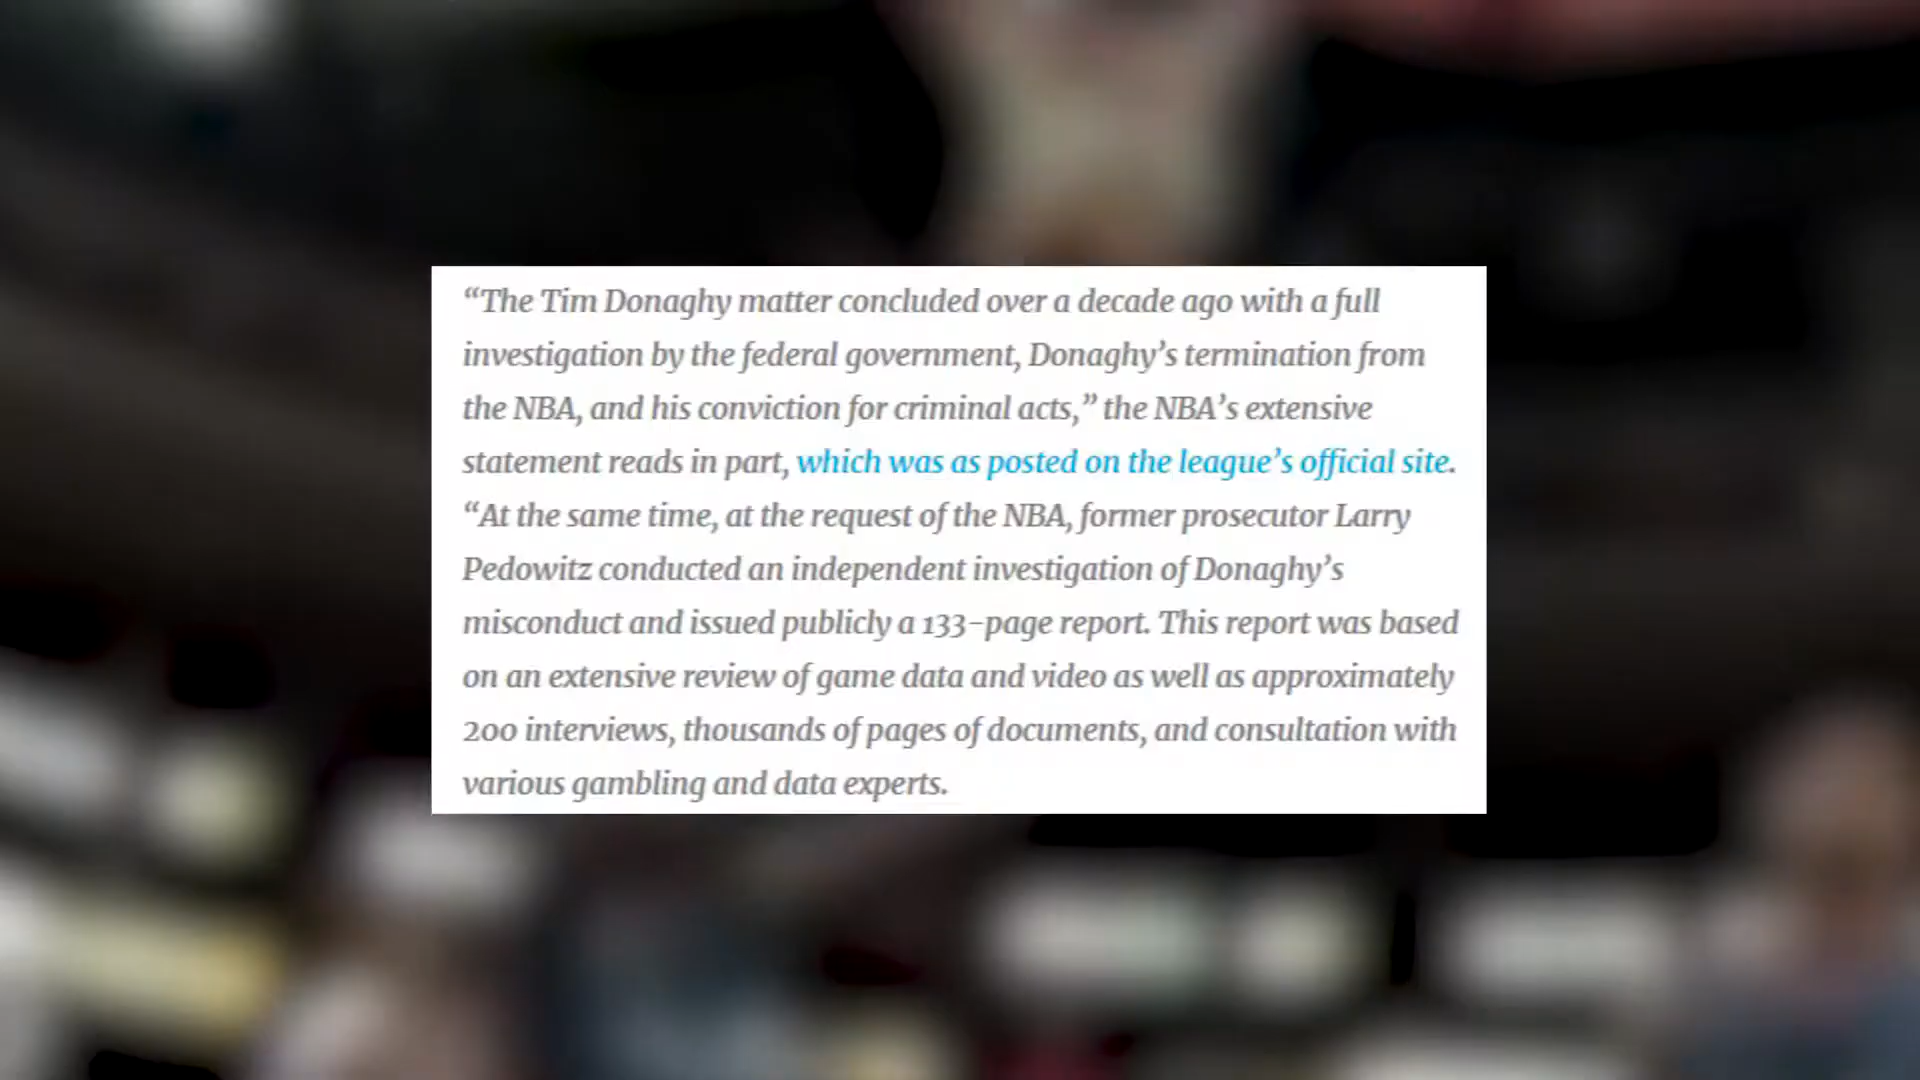 “The Tim Donaghy matter concluded over a decade ago with a full
investigation by the federal government, Donaghy’s termination from
the NBA, and his conviction for criminal acts,” the NBA’s extensive
statement reads in part, which was as posted on the league’s official site.
“At the same time, at the request of the NBA, former prosecutor Larry
Pedowitz conducted an independent investigation of Donaghy’s
misconduct and issued publicly a 133-page report. This report was based
on an extensive review of game data and video as well as approximately
200 interviews, thousands of pages of documents, and consultation with
various gambling and data experts.